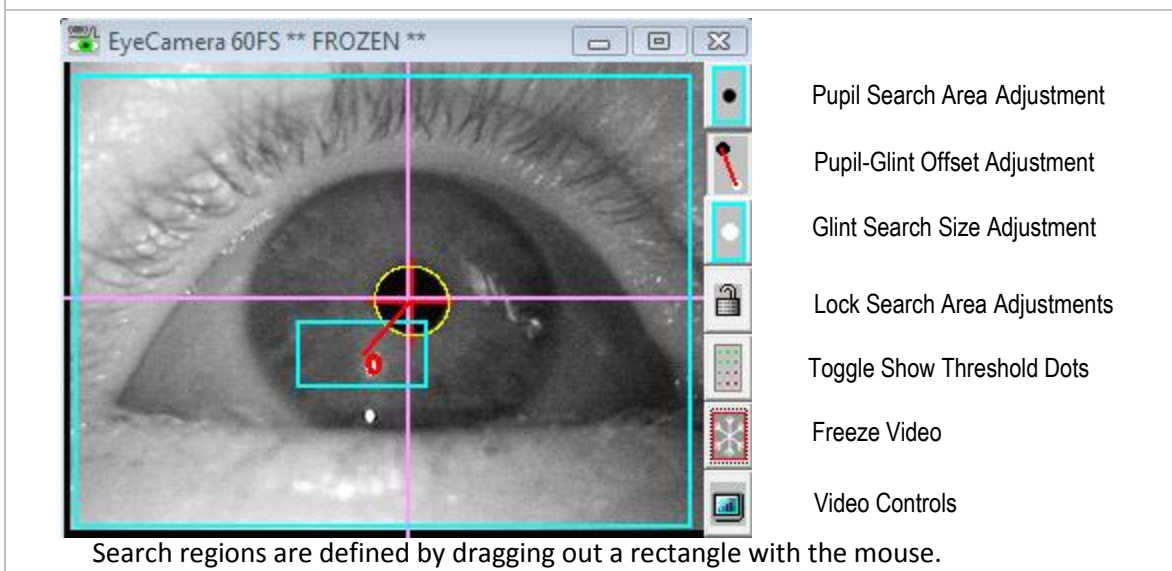 EyeCamera 60FS ** FROZEN **
Pupil Search Area Adjustment
Pupil-Glint Offset Adjustment
Glint Search Size Adjustment
Lock Search Area Adjustments
Toggle Show Threshold Dots
Freeze Video
Video Controls
Search regions are defined by dragging out a rectangle with the mouse.